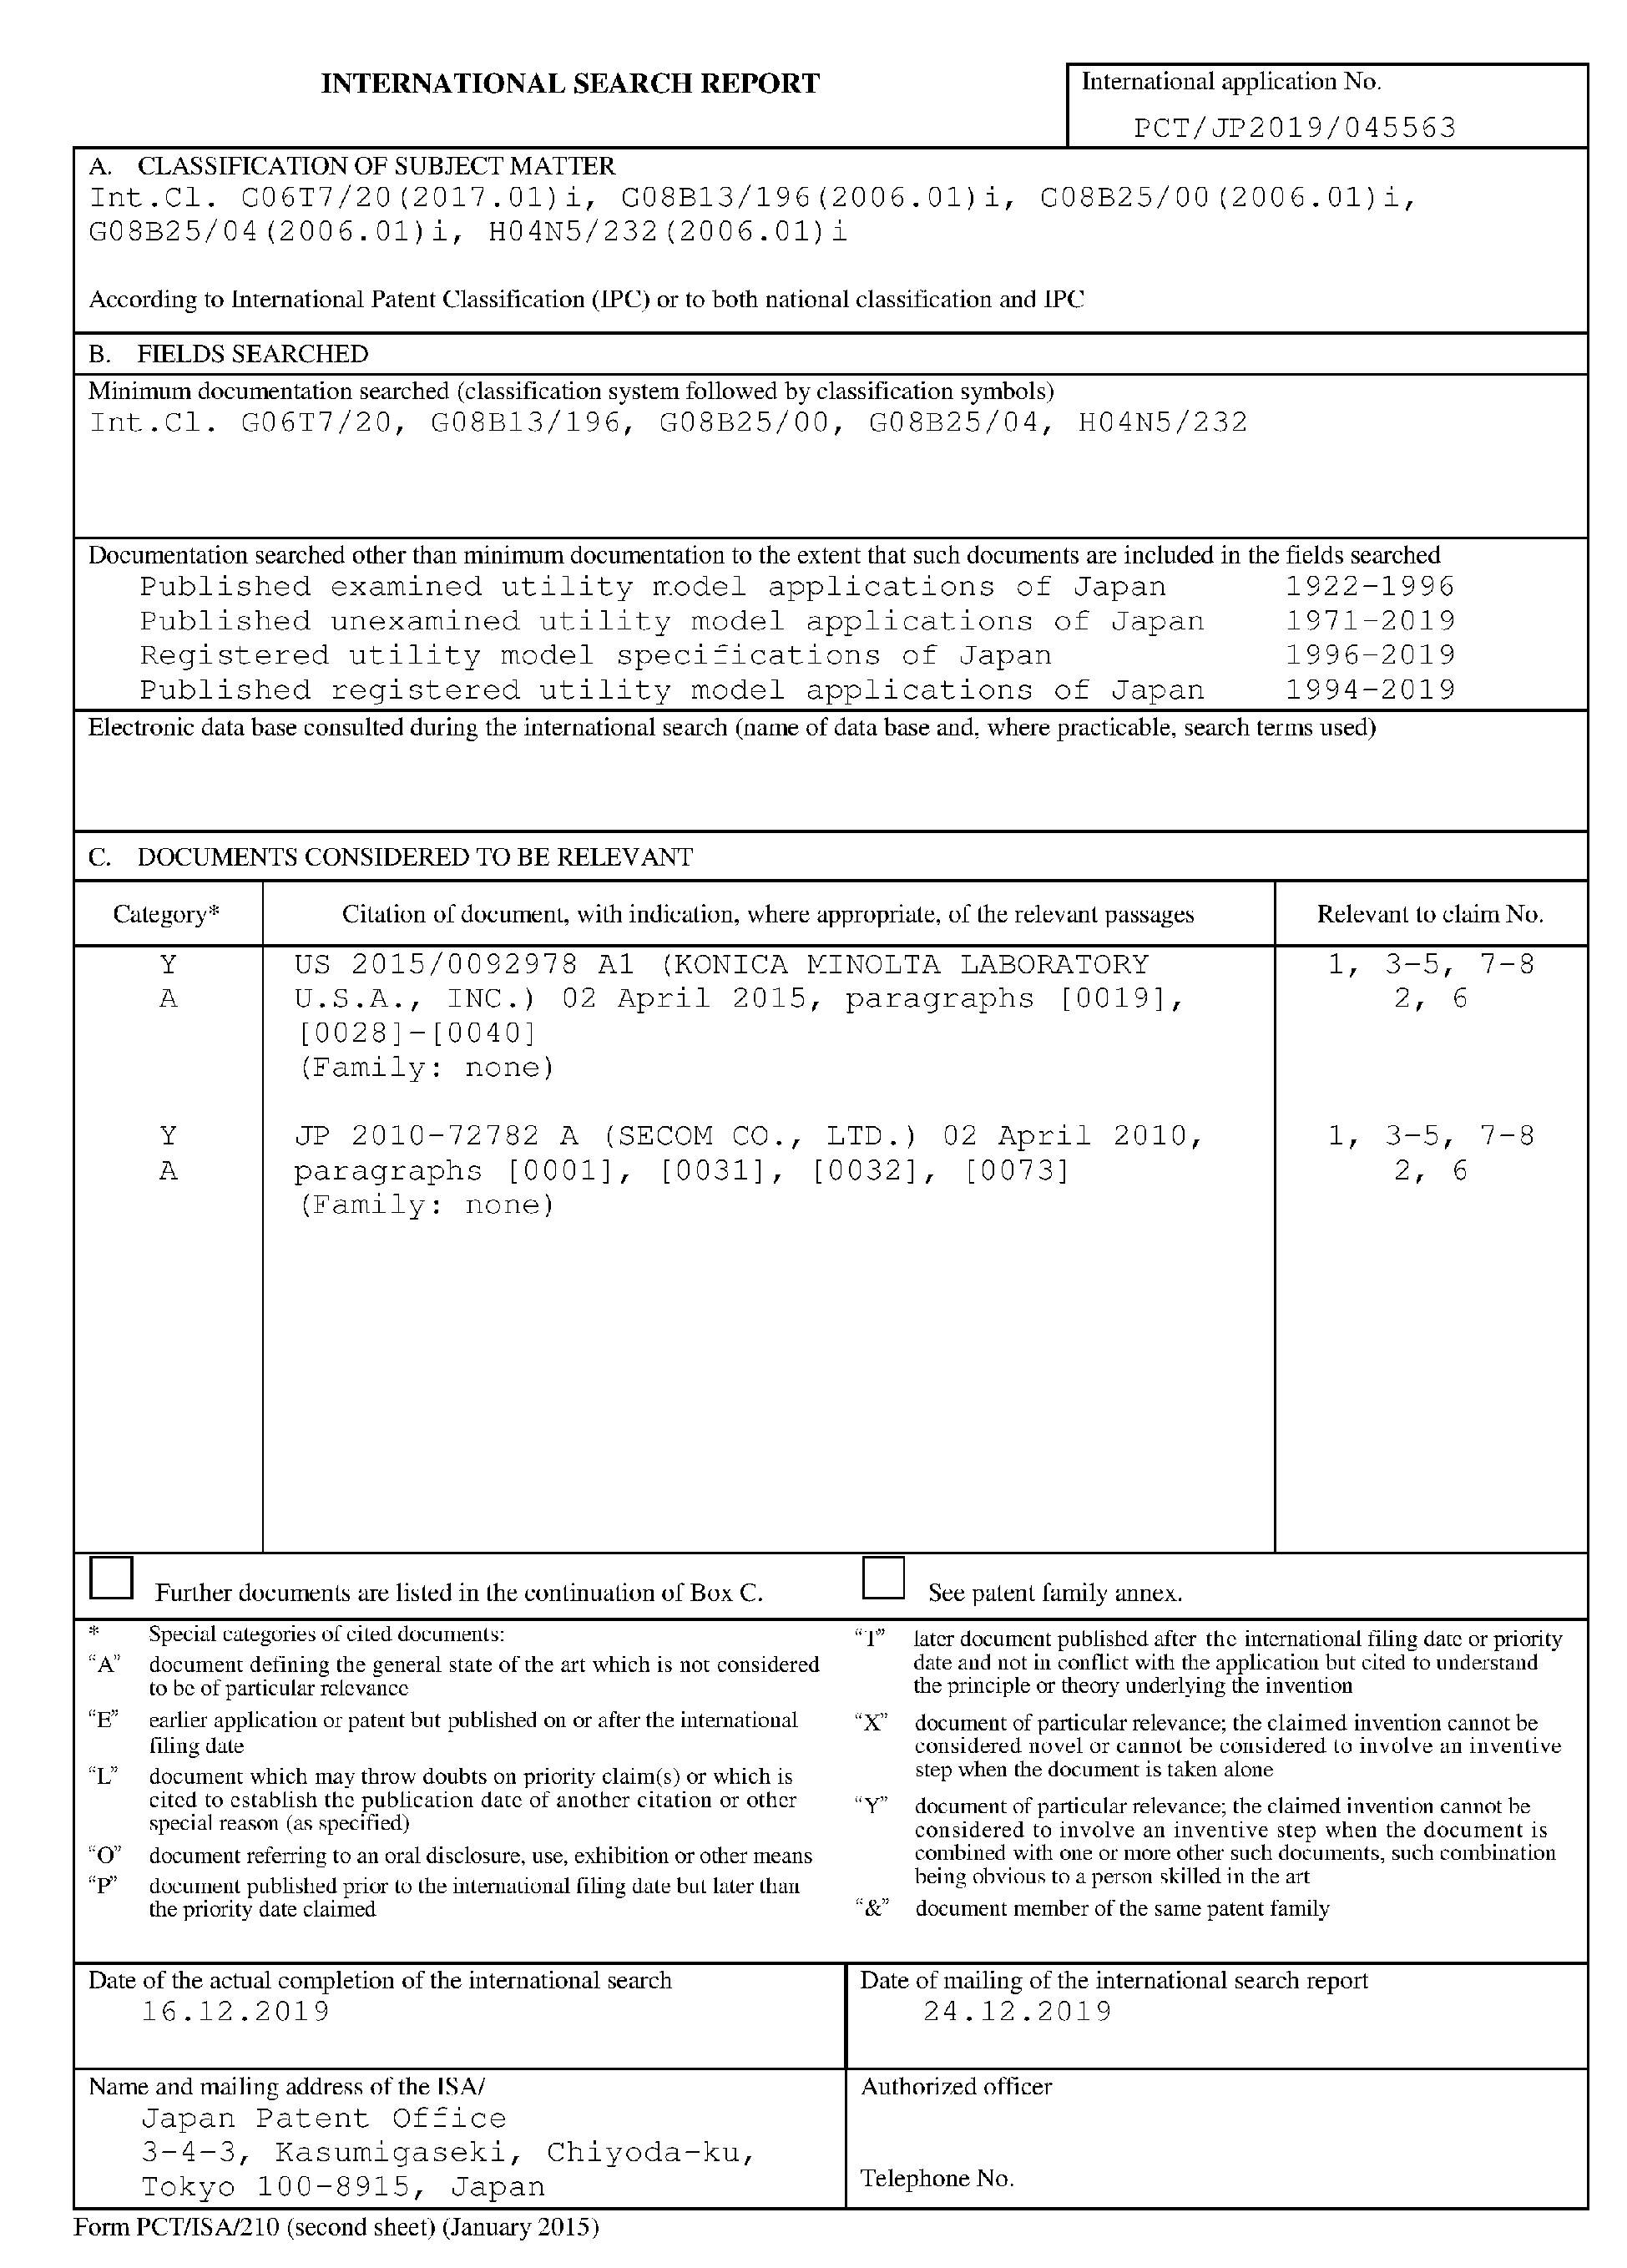 INTERNATIONAL SEARCH REPORT
International application No.
PCT/JP2019/045563
A. CLASSIFICATION OF SUBJECT MATTER
Int.Cl. G06T7/20(2017.01)i, G08B13/196(2006.01)i, G08B25/00(2006.01)i,
G08B25/04(2006.01)i, H04N5/232(2006.01)i
According to International Patent Classification (IPC) or to both national classification and IPC
B. FIELDS SEARCHED
Minimum documentation searched (classification system followed by classification symbols)
Int.Cl. G06T7/20, G08B13/196, G08B25/00, G08B25/04, H04N5/232
Documentation searched other than minimum documentation to the extent that such documents are included in the fields searched
Published examined utility model applications of Japan 1922-1996
Published unexamined utility model applications of Japan 1971-2019
Registered utility model specifications of Japan 1996-2019
Published registered utility model applications of Japan 1994-2019
Electronic data base consulted during the international search (name of data base and, where practicable, search terms used)
C. DOCUMENTS CONSIDERED TO BE RELEVANT
Category* Citation of document, with indication, where appropriate, of the relevant passages Relevant to claim No.
Y US 2015/0092978 A1 (KONICA MINOLTA LABORATORY 1, 3-5, 7-8
A U.S.A., INC.) 02 April 2015, paragraphs [0019], 2, 6
[0028]-[0040]
(Family: none)
Y JP 2010-72782 A (SECOM CO., LTD.) 02 April 2010, 1, 3-5, 7-8
A paragraphs [0001], [0031], [0032], [0073] 2, 6
(Family: none)
Further documents are listed in the continuation of Box C.
See patent family annex.
* Special categories of cited documents:
“A” document defining the general state of the art which is not considered
to be of particular relevance
“E” earlier application or patent but published on or after the international
filing date
“L” document which may throw doubts on priority claim(s) or which is
cited to establish the publication date of another citation or other
special reason (as specified)
“O” document referring to an oral disclosure, use, exhibition or other means
“P” document published prior to the international filing date but later than
the priority date claimed
“T” later document published after the international filing date or priority
date and not in conflict with the application but cited to understand
the principle or theory underlying the invention
“X” document of particular relevance; the claimed invention cannot be
considered novel or cannot be considered to involve an inventive
step when the document is taken alone
“Y” document of particular relevance; the claimed invention cannot be
considered to involve an inventive step when the document is
combined with one or more other such documents, such combination
being obvious to a person skilled in the art
“&” document member of the same patent family
Date of the actual completion of the international search
16.12.2019
Date of mailing of the international search report
24.12.2019
Name and mailing address of the ISA/
Japan Patent Office
3-4-3, Kasumigaseki, Chiyoda-ku,
Tokyo 100-8915, Japan
Authorized officer
Telephone No.
Form PCT/ISA/210 (second sheet) (January 2015)